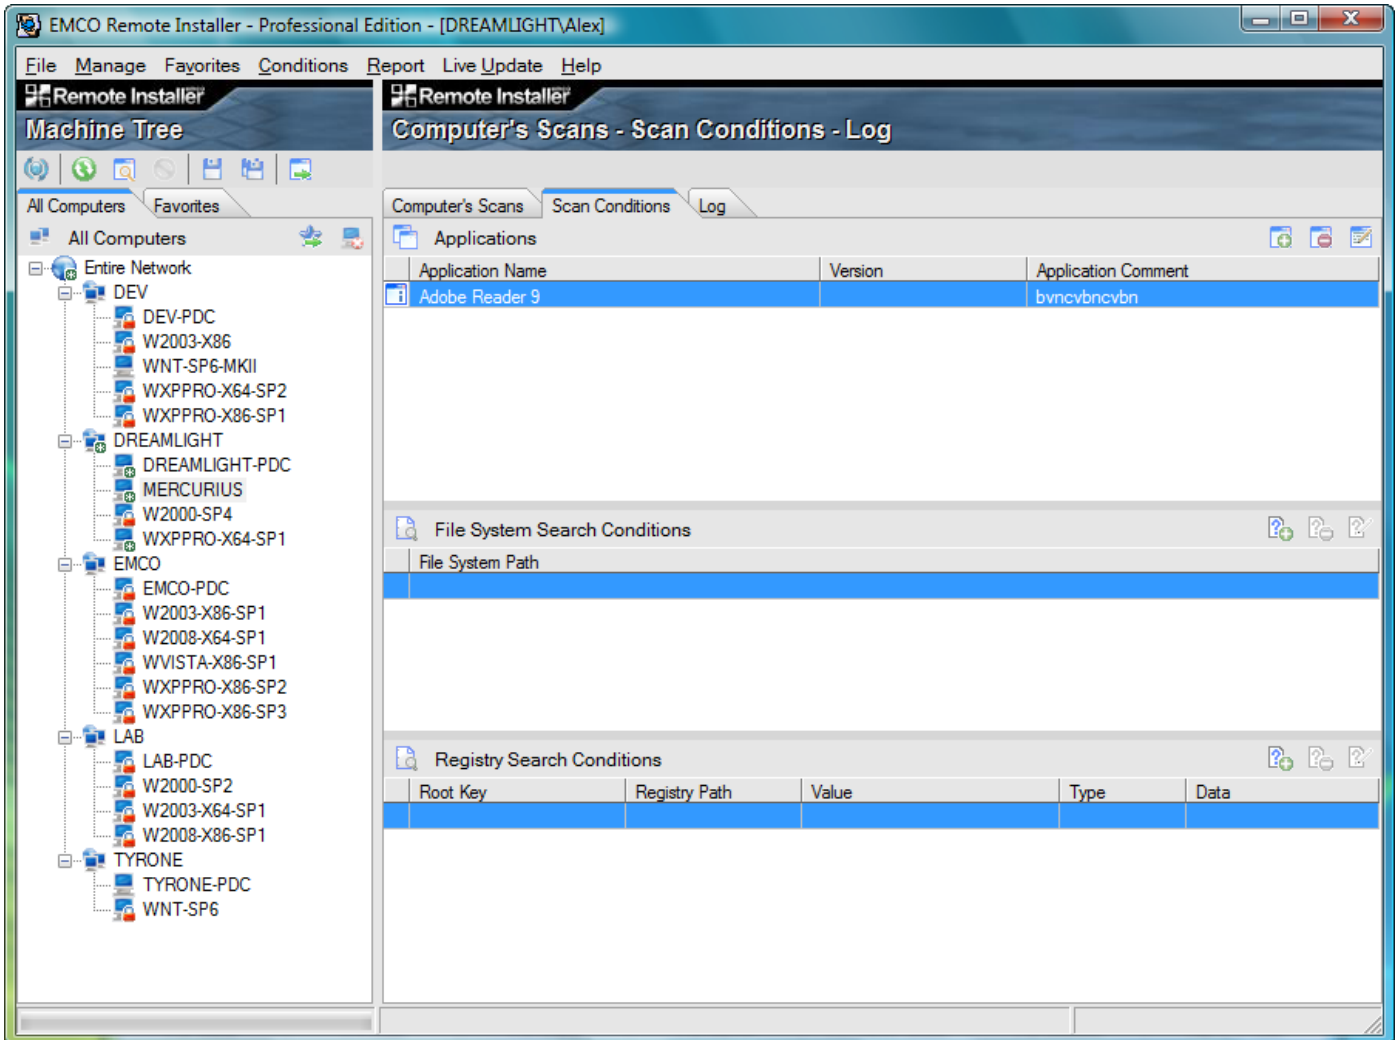 EMCO Remote Installer - Professional Edition - [DREAMLIGHT\Alex]
File Manage Favorites Conditions Report Live Update Help
Remote Installer
Machine Tree
All Computers Favorites
All Computers
Entire Network
DEV
DEV-PDC
W2003-X86
WNT-SP6-MKII
WXPPRO-X64-SP2
WXPPRO-X86-SP1
DREAMLIGHT
DREAMLIGHT-PDC
MERCURIUS
W2000-SP4
WXPPRO-X64-SP1
EMCO
EMCO-PDC
W2003-X86-SP1
W2008-X64-SP1
WVISTA-X86-SP1
WXPPRO-X86-SP2
WXPPRO-X86-SP3
LAB
LAB-PDC
W2000-SP2
W2003-X64-SP1
W2008-X86-SP1
TYRONE
TYRONE-PDC
WNT-SP6
Remote Installer
Computer's Scans - Scan Conditions - Log
Computer's Scans Scan Conditions Log
Applications
Application Name Version Application Comment
Adobe Reader 9 bvncvbncvbn
File System Search Conditions
File System Path
Registry Search Conditions
Root Key Registry Path Value Type Data